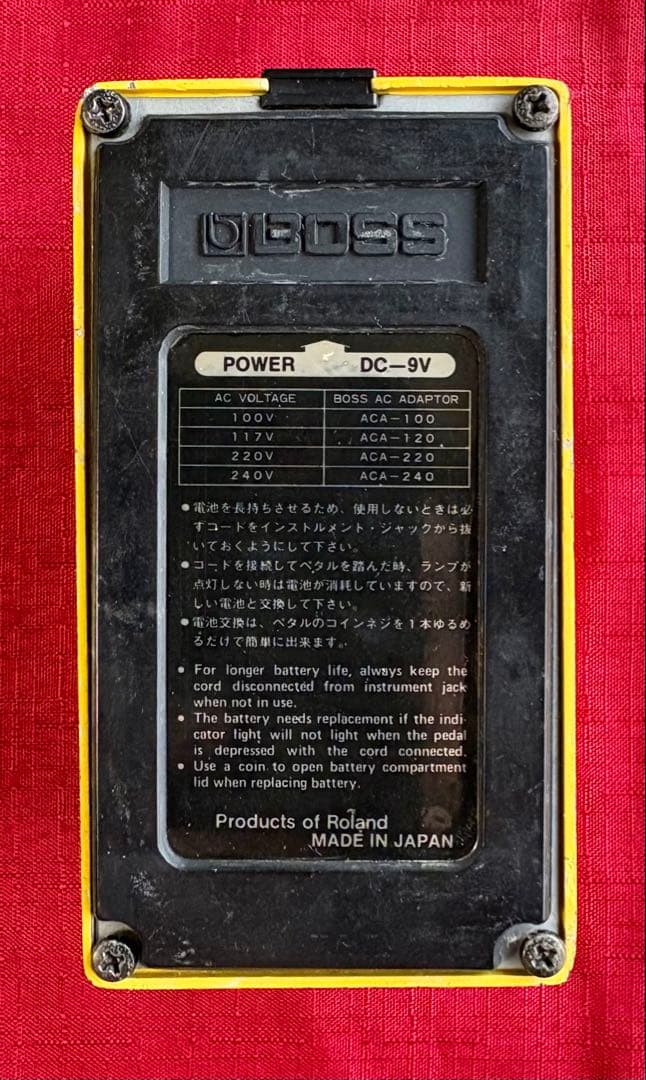 BOSS
POWER DC—9V
AC VOLTAGE BOSS AC ADAPTOR
100V ACA—100
117V ACA—120
220V ACA—220
240V ACA—240
●電池を長持ちさせるため、使用しないときは必
ずコードをインストルメント・ジャックから抜
いておくようにして下さい。
●コードを接続してペタルを踏んだ時、ランプが
点灯しない時は電池が消耗していますので、新
しい電池と交換して下さい。
●電池交換は、ペタルのコインネジを1本ゆるめ
るだけで簡単に出来ます。
● For longer battery life, always keep the
cord disconnected from instrument jack
when not in use.
● The battery needs replacement if the indi-
cator light will not light when the pedal
is depressed with the cord connected.
● Use a coin to open battery compartment
lid when replacing battery.
Products of Roland
MADE IN JAPAN